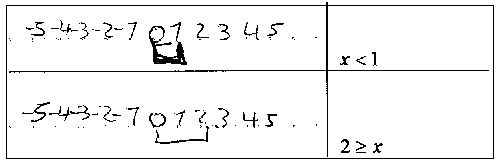 -5-4-3-2-1 0 1 2 3 4 5 . .
x < 1
-5-4-3-2-1 0 1 2 3 4 5 . .
2 ≥ x